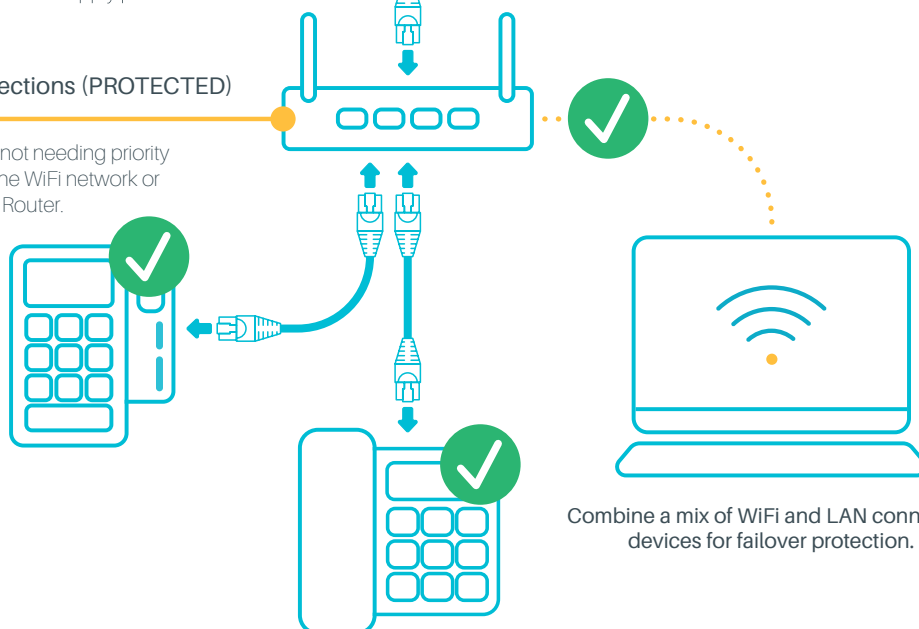 ections (PROTECTED)
not needing priority
ne WiFi network or
Router.
Combine a mix of WiFi and LAN conn
devices for failover protection.